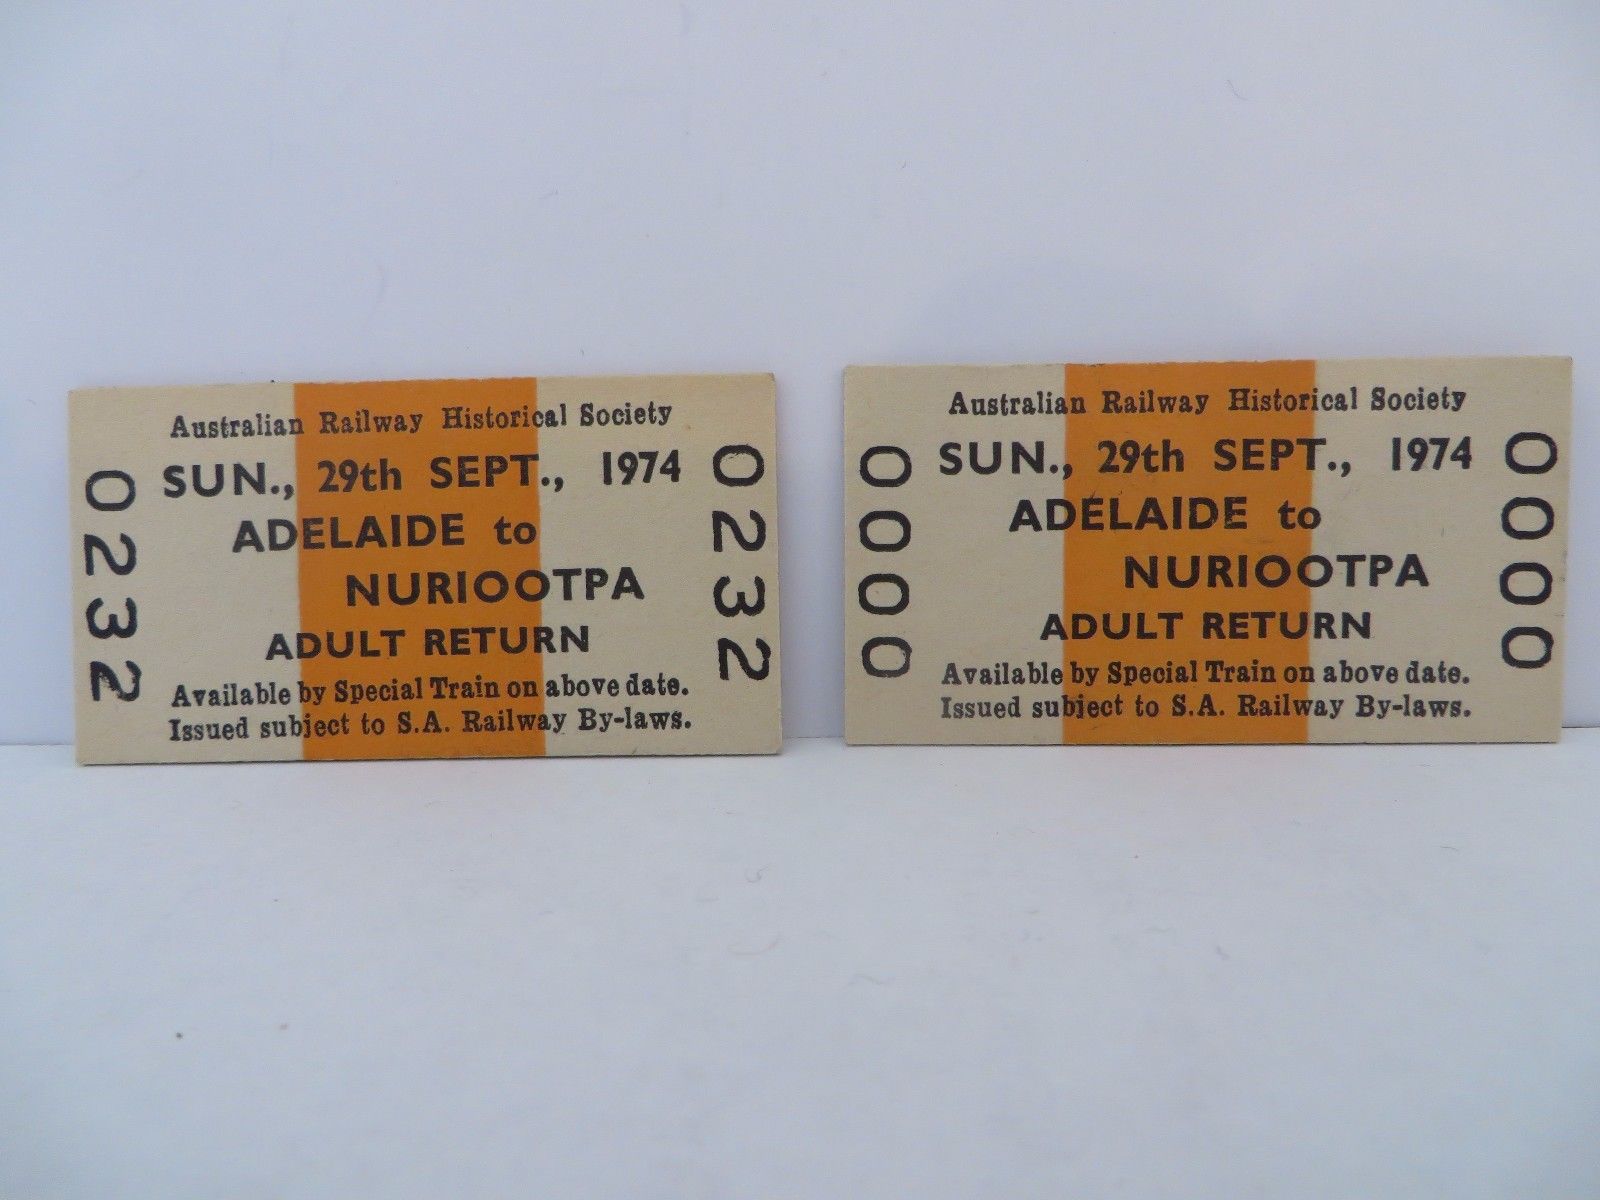 Australian Railway Historical Society
SUN., 29th SEPT., 1974
ADELAIDE to
NURIOOTPA
ADULT RETURN
Available by Special Train on above date.
Issued subject to S.A. Railway By-laws.
0232
0232
Australian Railway Historical Society
SUN., 29th SEPT., 1974
ADELAIDE to
NURIOOTPA
ADULT RETURN
Available by Special Train on above date.
Issued subject to S.A. Railway By-laws.
0000
0000